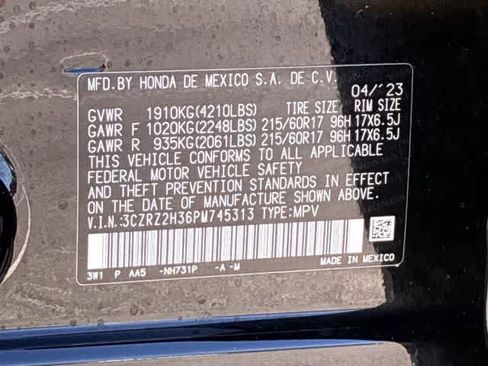 MFD.BY HONDA DE MEXICO S.A. DE C.V.
04/'23
GVWR 1910KG(4210LBS) TIRE SIZE RIM SIZE
GAWR F 1020KG(2248LBS) 215/60R17 96H 17X6.5J
GAWR R 935KG(2061LBS) 215/60R17 96H 17X6.5J
THIS VEHICLE CONFORMS TO ALL APPLICABLE
FEDERAL MOTOR VEHICLE SAFETY
AND THEFT PREVENTION STANDARDS IN EFFECT
ON THE DATE OF MANUFACTURE SHOWN ABOVE.
V.I.N.:3CZRZ2H36PM745313 TYPE:MPV
MADE IN MEXICO
3W1 P AA5 -NH731P -A -M